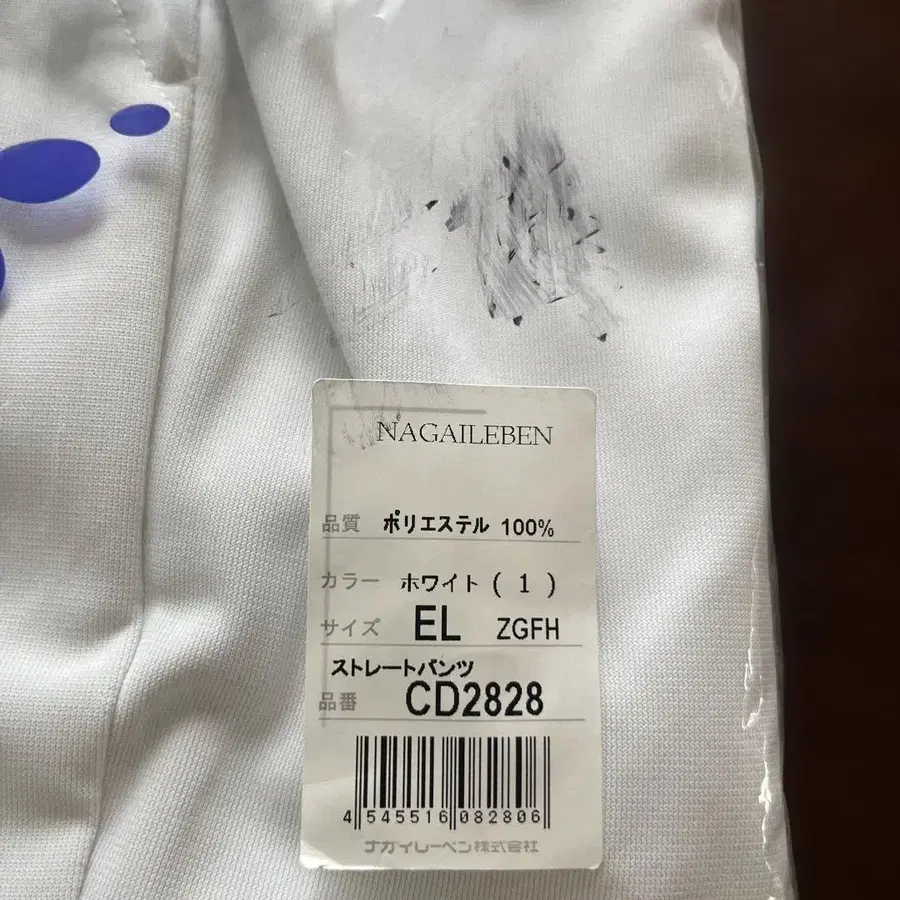 NAGAILEBEN
品質 ポリエステル 100%
カラー ホワイト ( 1 )
サイズ EL ZGFH
ストレートパンツ
品番 CD2828
4 545516 082806
ナガイレーベン株式会社